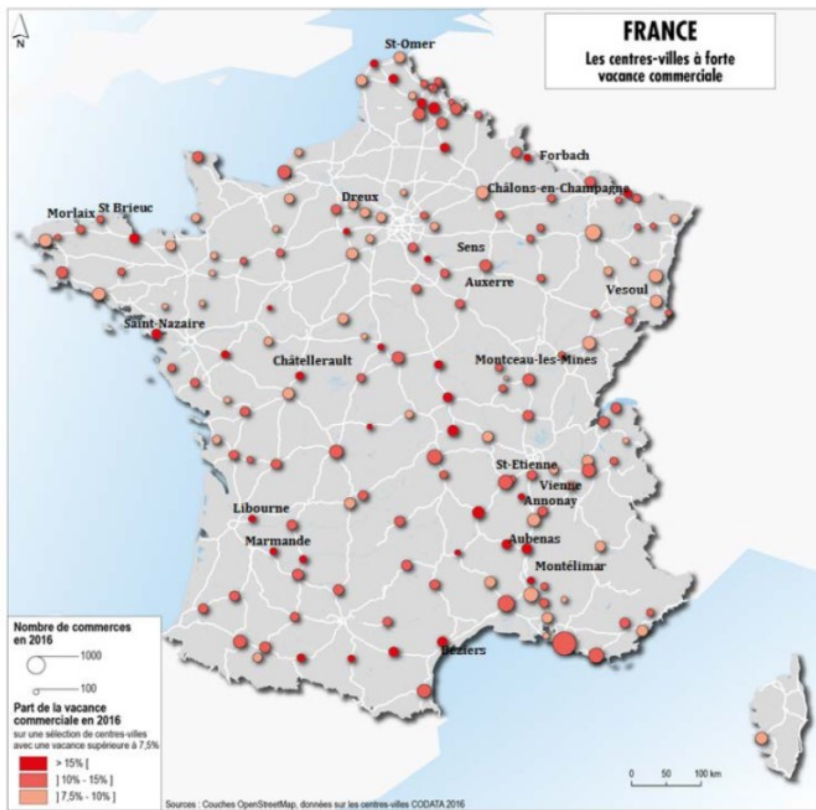 N
FRANCE
Les centres-villes à forte
vacance commerciale
St-Omer
Forbach
Châlons-en-Champagne
Dreux
St Brieuc
Morlaix
Sens
Auxerre
Vesoul
Saint-Nazaire
Châtellerault
Montceau-les-Mines
St-Etienne
Vienne
Annonay
Libourne
Aubenas
Marmande
Montélimar
Béziers
Nombre de commerces
en 2016
1000
100
Part de la vacance
commerciale en 2016
sur une sélection de centres-villes
avec une vacance supérieure à 7,5%
> 15% [
] 10% - 15% ]
] 7,5% - 10% ]
0 50 100 km
Sources : Couches OpenStreetMap, données sur les centres-villes CODATA 2016